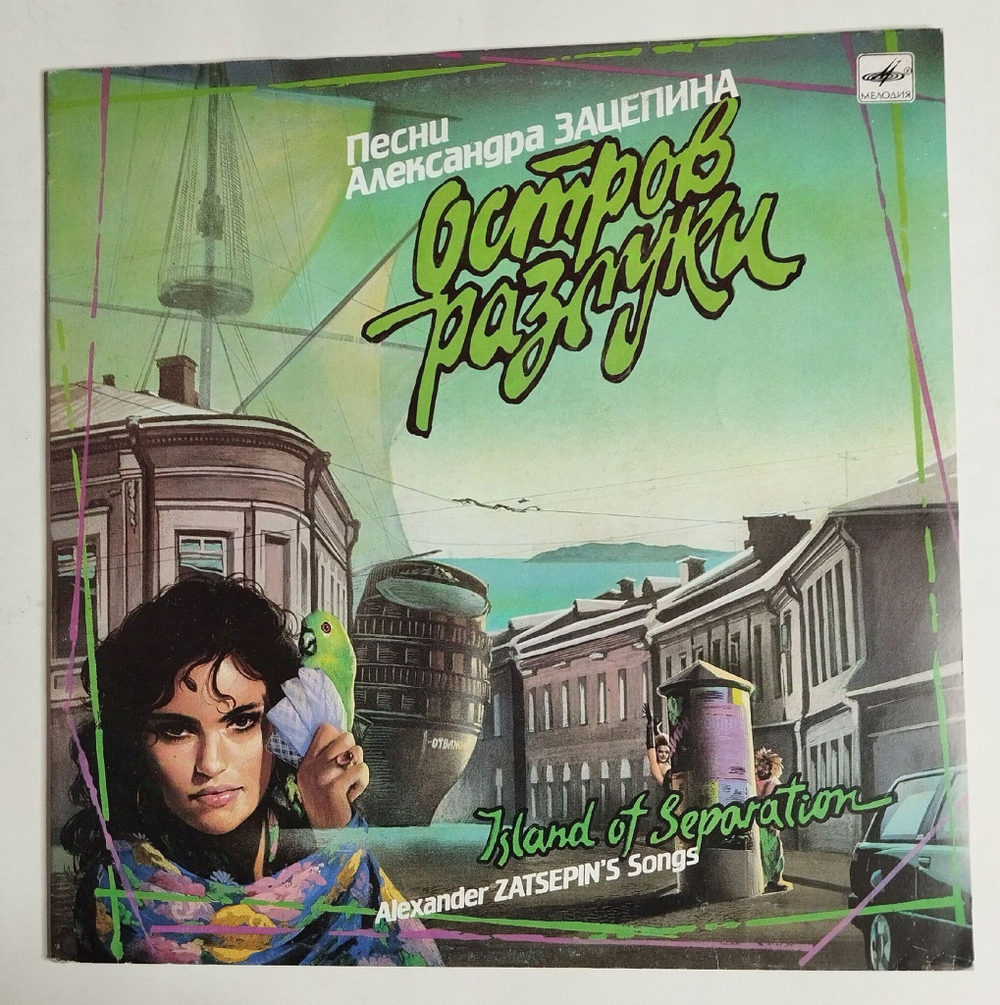 Песни
Александра ЗАЦЕПИНА
МЕЛОДИЯ
Остров
разлуки
Island of Separation
Alexander ZATSEPIN'S Songs